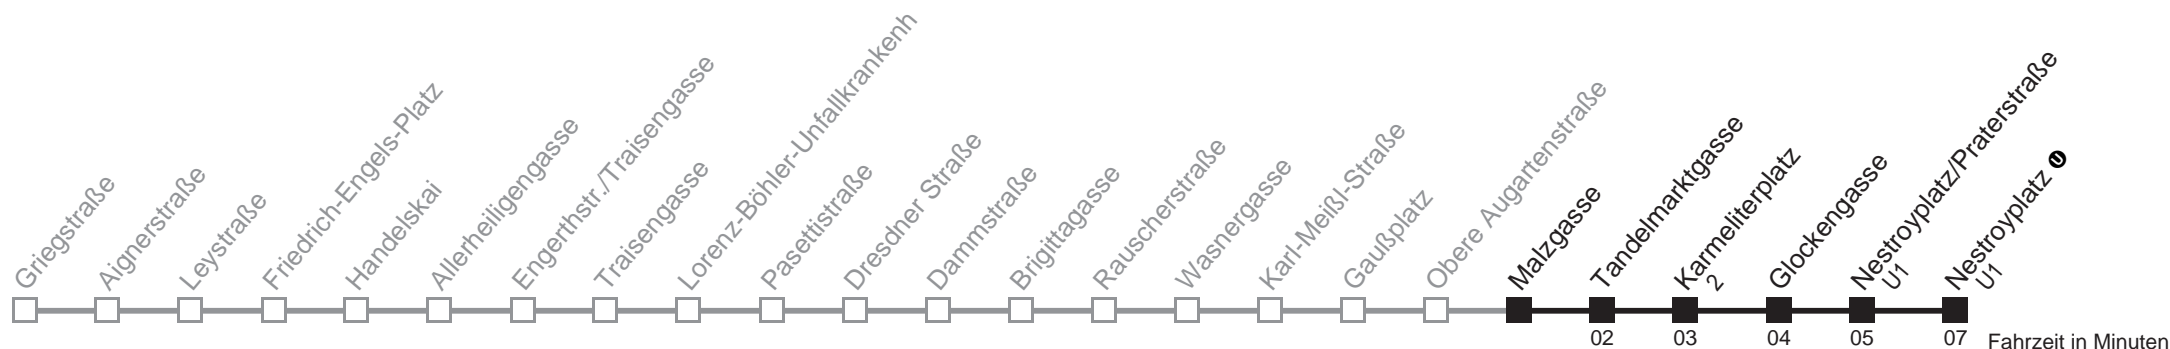 Griegstraße
Aignerstraße
Leystraße
Friedrich-Engels-Platz
Handelskai
Allerheiligengasse
Engerthstr./Traisengasse
Traisengasse
Lorenz-Böhler-Unfallkrankenh
Pasettistraße
Dresdner Straße
Dammstraße
Brigittagasse
Rauscherstraße
Wasnergasse
Karl-Meißl-Straße
Gaußplatz
Obere Augartenstraße
Malzgasse
Tandelmarktgasse
Karmeliterplatz
2
Glockengasse
Nestroyplatz/Praterstraße
U1
Nestroyplatz U
U1
02 03 04 05 07 Fahrzeit in Minuten